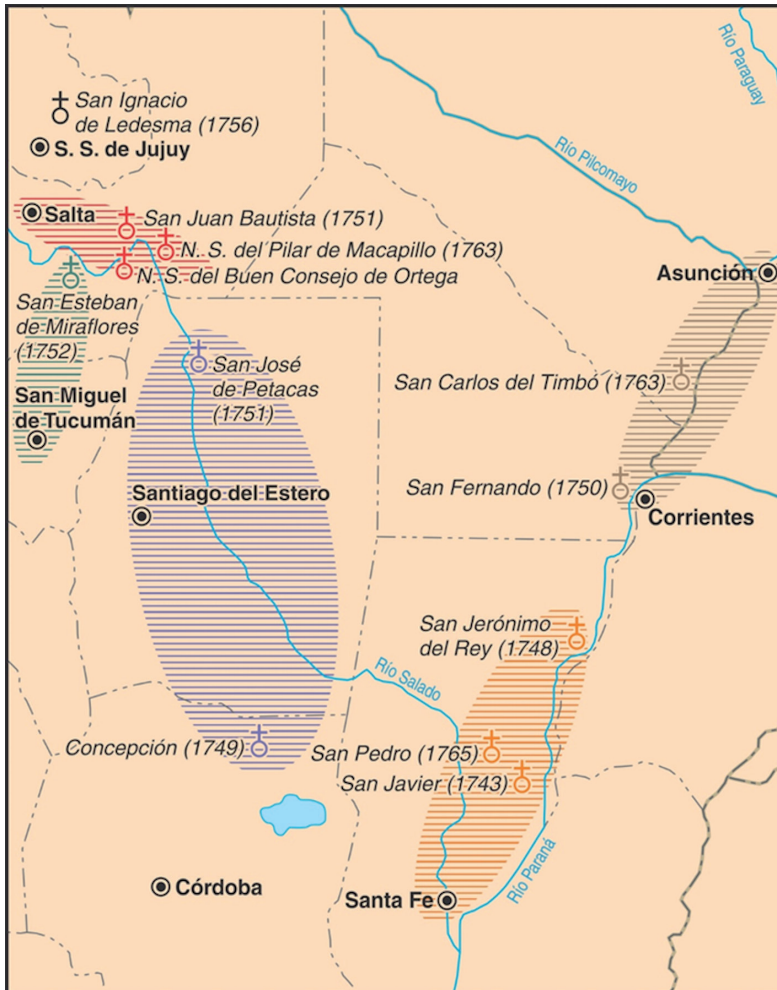 Río Paraguay
San Ignacio
de Ledesma (1756)
S. S. de Jujuy
Río Pilcomayo
Salta
San Juan Bautista (1751)
N. S. del Pilar de Macapillo (1763)
N. S. del Buen Consejo de Ortega
Asunción
San Esteban
de Miraflores
(1752)
San José
de Petacas
(1751)
San Carlos del Timbó (1763)
San Miguel
de Tucumán
San Fernando (1750)
Santiago del Estero
Corrientes
San Jerónimo
del Rey (1748)
Río Salado
Concepción (1749)
San Pedro (1765)
San Javier (1743)
Río Paraná
Córdoba
Santa Fe